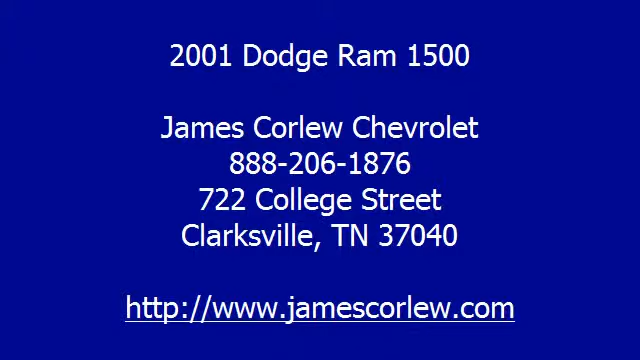 2001 Dodge Ram 1500
James Corlew Chevrolet
888-206-1876
722 College Street
Clarksville, TN 37040
http://www.jamescorlew.com